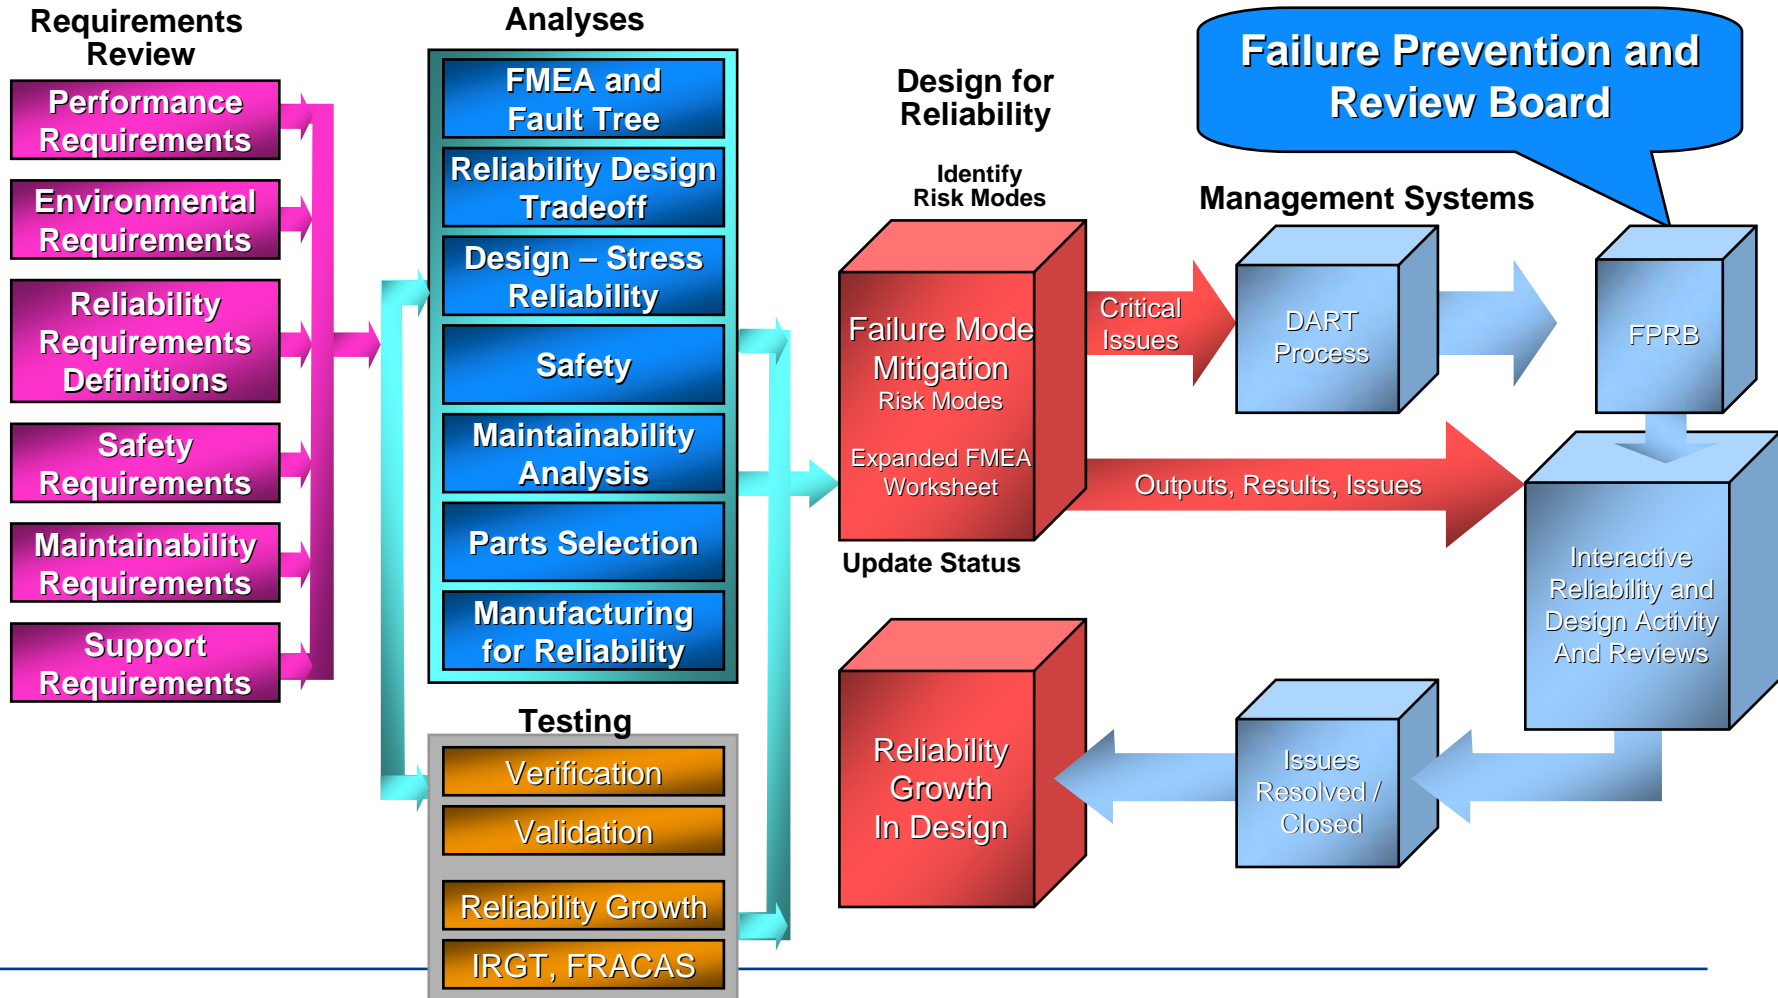 Requirements
Review
Performance
Requirements
Environmental
Requirements
Reliability
Requirements
Definitions
Safety
Requirements
Maintainability
Requirements
Support
Requirements
Analyses
FMEA and
Fault Tree
Reliability Design
Tradeoff
Design – Stress
Reliability
Safety
Maintainability
Analysis
Parts Selection
Manufacturing
for Reliability
Testing
Verification
Validation
Reliability Growth
IRGT, FRACAS
Design for
Reliability
Identify
Risk Modes
Failure Mode
Mitigation
Risk Modes
Expanded FMEA
Worksheet
Update Status
Failure Prevention and
Review Board
Management Systems
Critical
Issues
DART
Process
FPRB
Outputs, Results, Issues
Interactive
Reliability and
Design Activity
And Reviews
Issues
Resolved /
Closed
Reliability
Growth
In Design